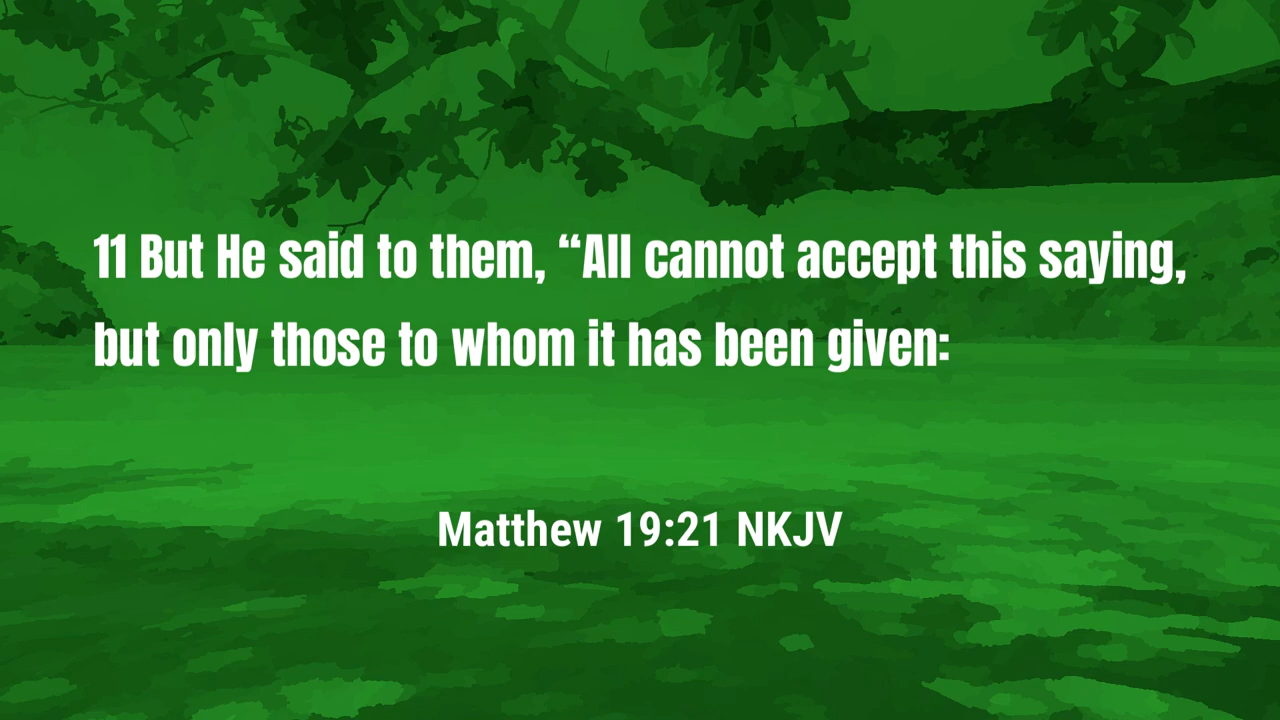 11 But He said to them, “All cannot accept this saying,
but only those to whom it has been given:
Matthew 19:21 NKJV